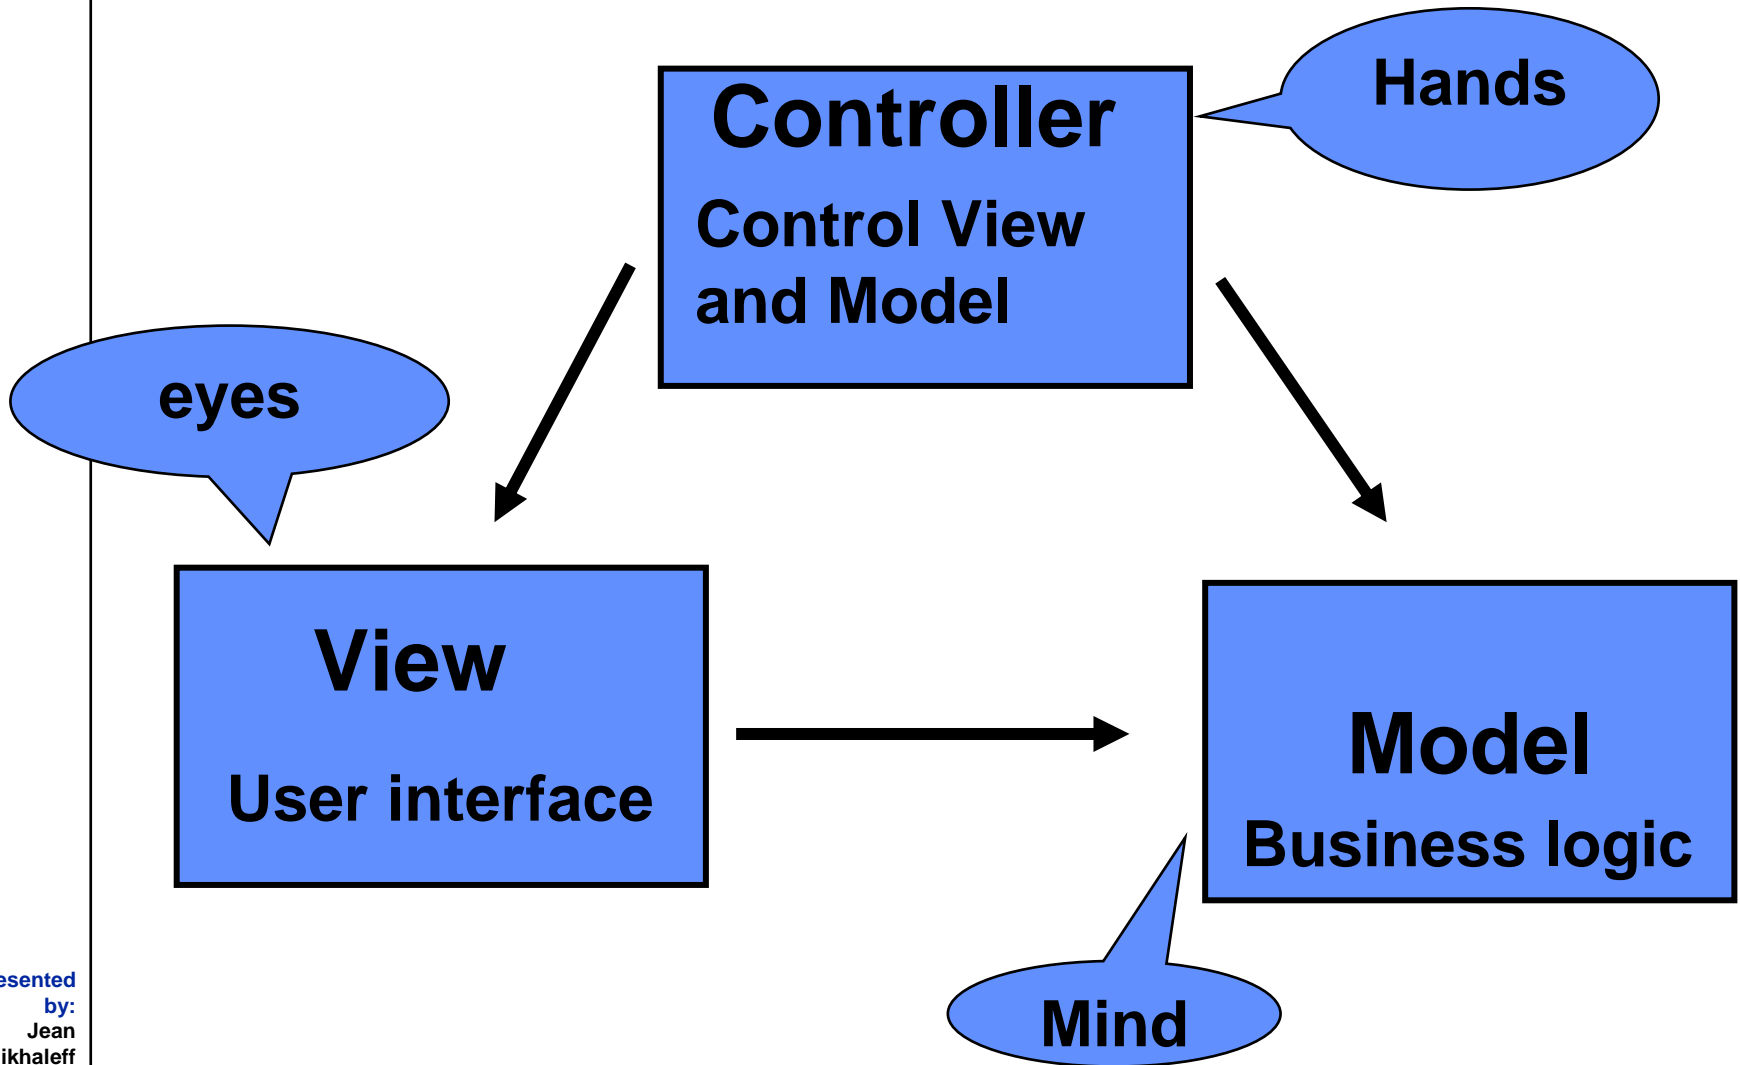 Hands
Controller
Control View
and Model
eyes
View
User interface
Model
Business logic
Mind
by:
Jean